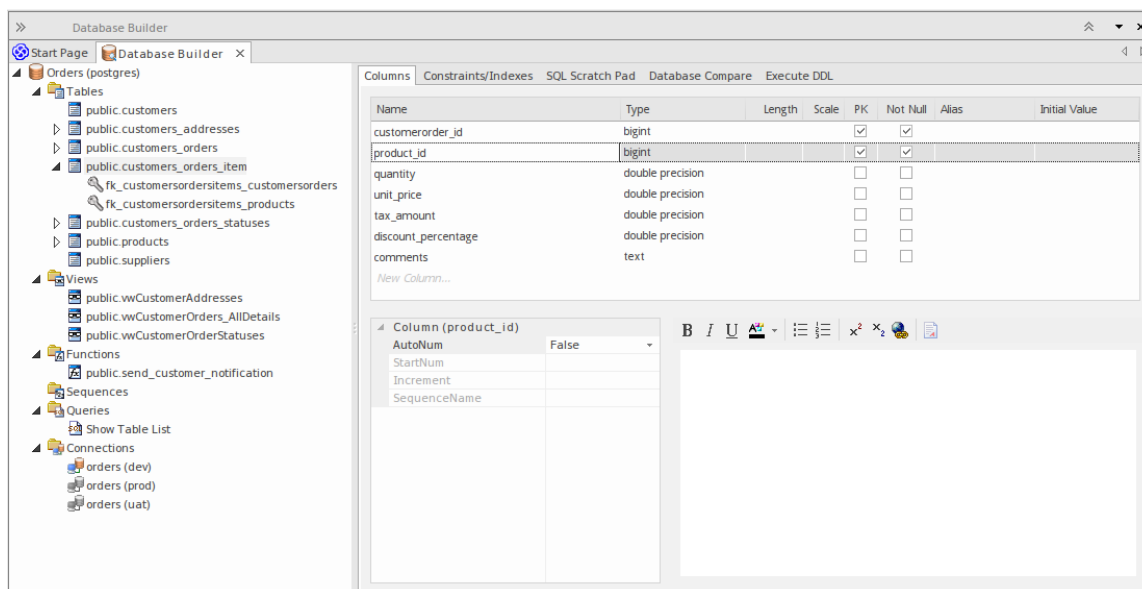 Database Builder
Start Page
Database Builder
Orders (postgres)
Tables
public.customers
public.customers_addresses
public.customers_orders
public.customers_orders_item
fk_customersordersitems_customersorders
fk_customersordersitems_products
public.customers_orders_statuses
public.products
public.suppliers
Views
public.vwCustomerAddresses
public.vwCustomerOrders_AllDetails
public.vwCustomerOrderStatuses
Functions
public.send_customer_notification
Sequences
Queries
Show Table List
Connections
orders (dev)
orders (prod)
orders (uat)
Columns Constraints/Indexes SQL Scratch Pad Database Compare Execute DDL
Name Type Length Scale PK Not Null Alias Initial Value
customerorder_id bigint
product_id bigint
quantity double precision
unit_price double precision
tax_amount double precision
discount_percentage double precision
comments text
New Column...
Column (product_id)
AutoNum False
StartNum
Increment
SequenceName
B I U A x² x₂